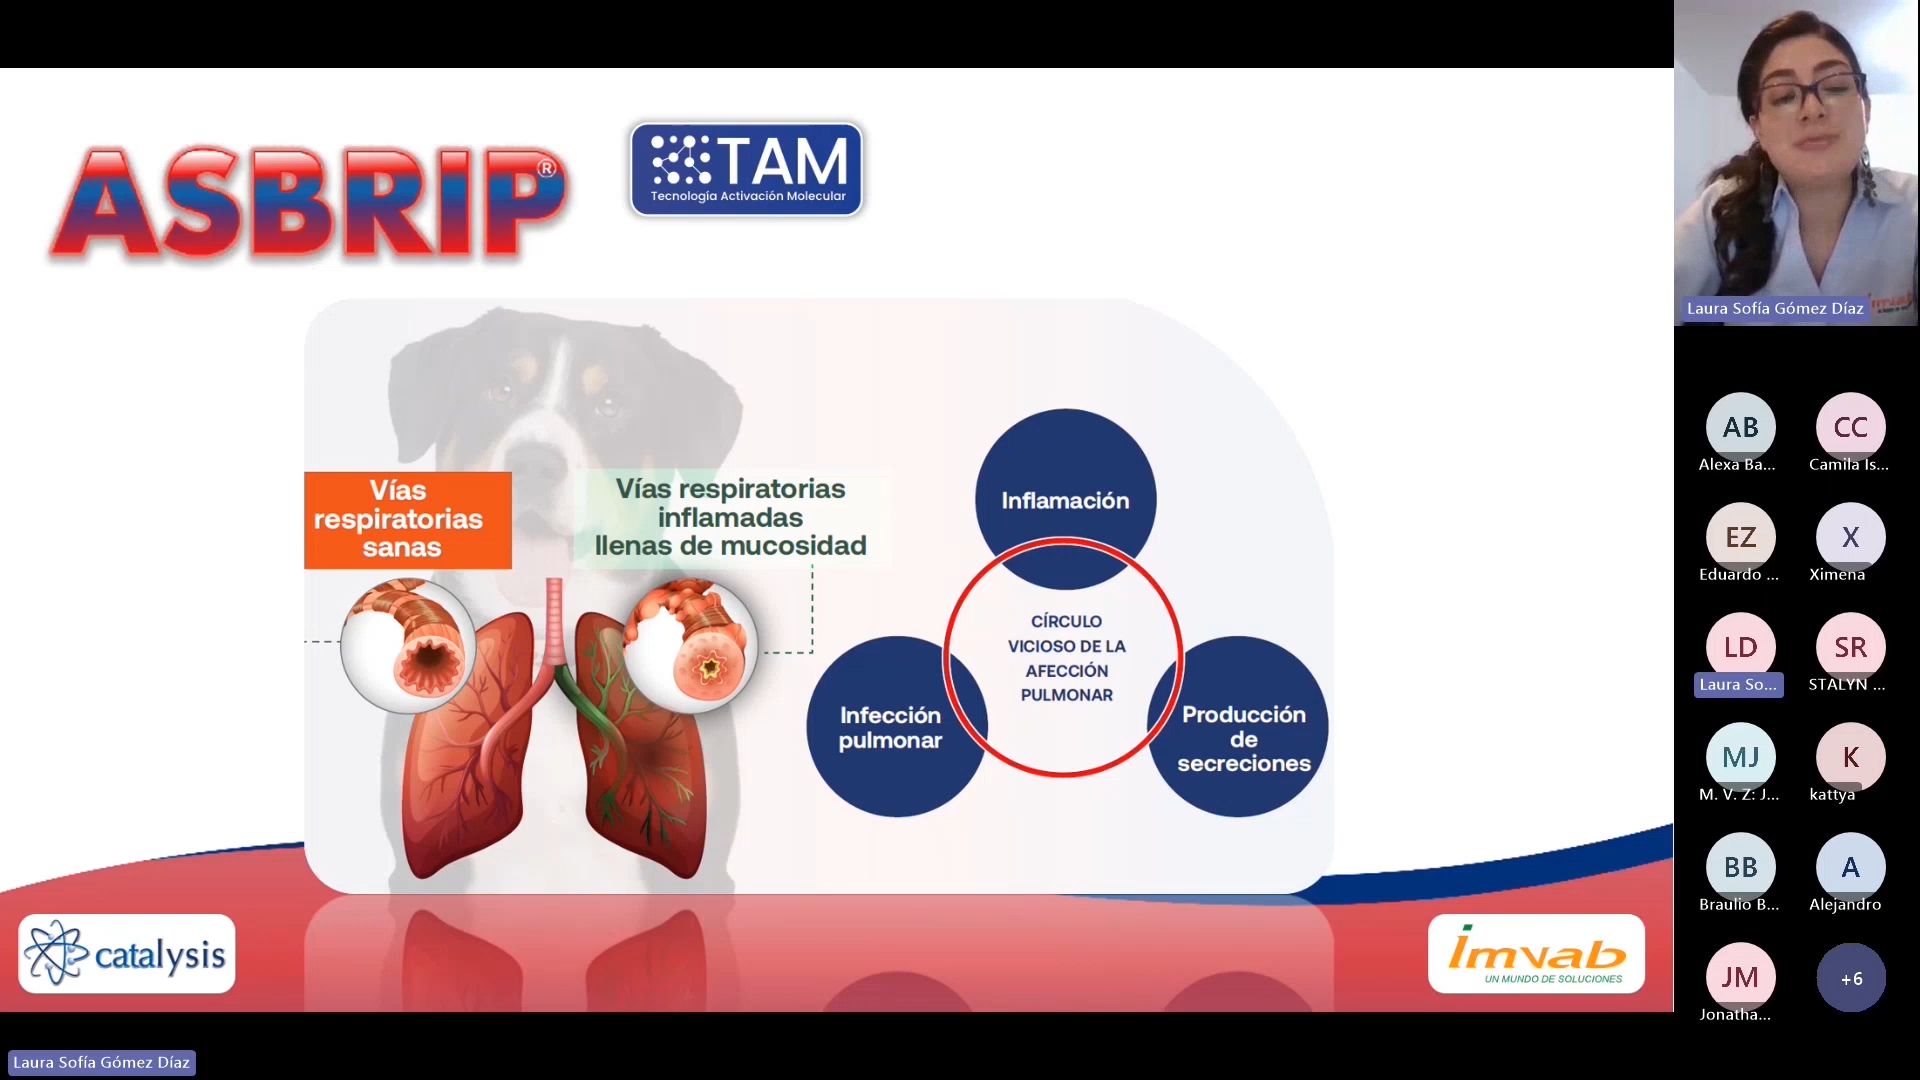 ASBRIP®
TAM
Tecnología Activación Molecular
Vías
respiratorias
sanas
Vías respiratorias
inflamadas
llenas de mucosidad
Inflamación
CÍRCULO
VICIOSO DE LA
AFECCIÓN
PULMONAR
Infección
pulmonar
Producción
de
secreciones
catalysis
imvab
UN MUNDO DE SOLUCIONES
Laura Sofía Gómez Díaz
imvab
Laura Sofía Gómez Díaz
AB
Alexa Ba...
CC
Camila Is...
EZ
Eduardo ...
X
Ximena
LD
Laura So...
SR
STALYN ...
MJ
M. V. Z: J...
K
kattya
BB
Braulio B...
A
Alejandro
JM
Jonatha...
+6